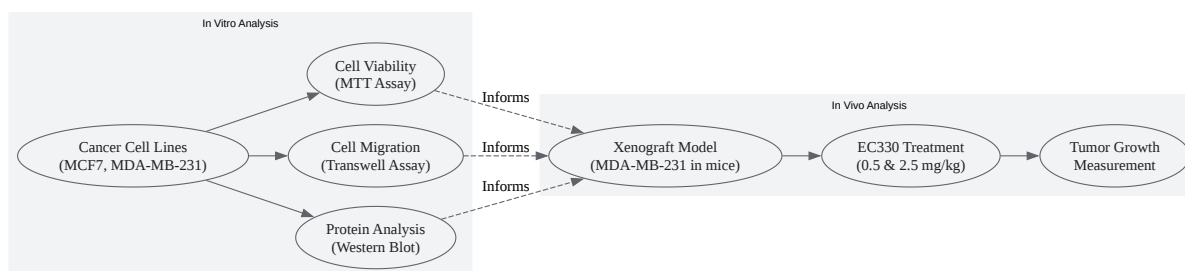 In Vitro Analysis
Cell Viability
(MTT Assay)
Informs
In Vivo Analysis
Cancer Cell Lines
(MCF7, MDA-MB-231)
Cell Migration
(Transwell Assay)
Informs
Xenograft Model
(MDA-MB-231 in mice)
EC330 Treatment
(0.5 & 2.5 mg/kg)
Tumor Growth
Measurement
Informs
Protein Analysis
(Western Blot)